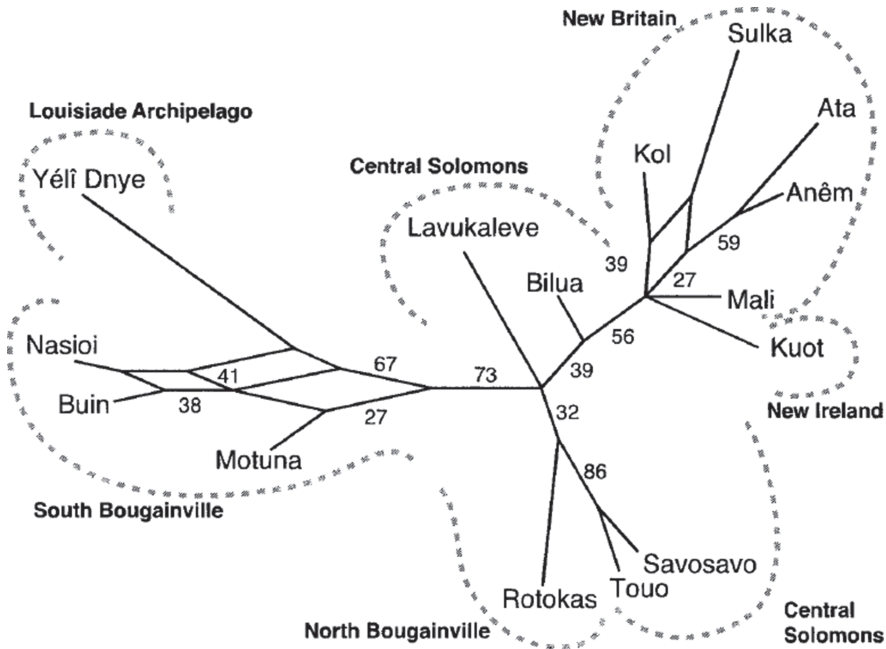 New Britain
Sulka
Louisiade Archipelago
Ata
Kol
Yélî Dnye
Central Solomons
Anêm
Lavukaleve
59
39
27
Bilua
Mali
56
Nasioi
Kuot
67
73
39
41
Buin
38
27
32
New Ireland
Motuna
86
South Bougainville
Savosavo
Touo
Rotokas
North Bougainville
Central
Solomons